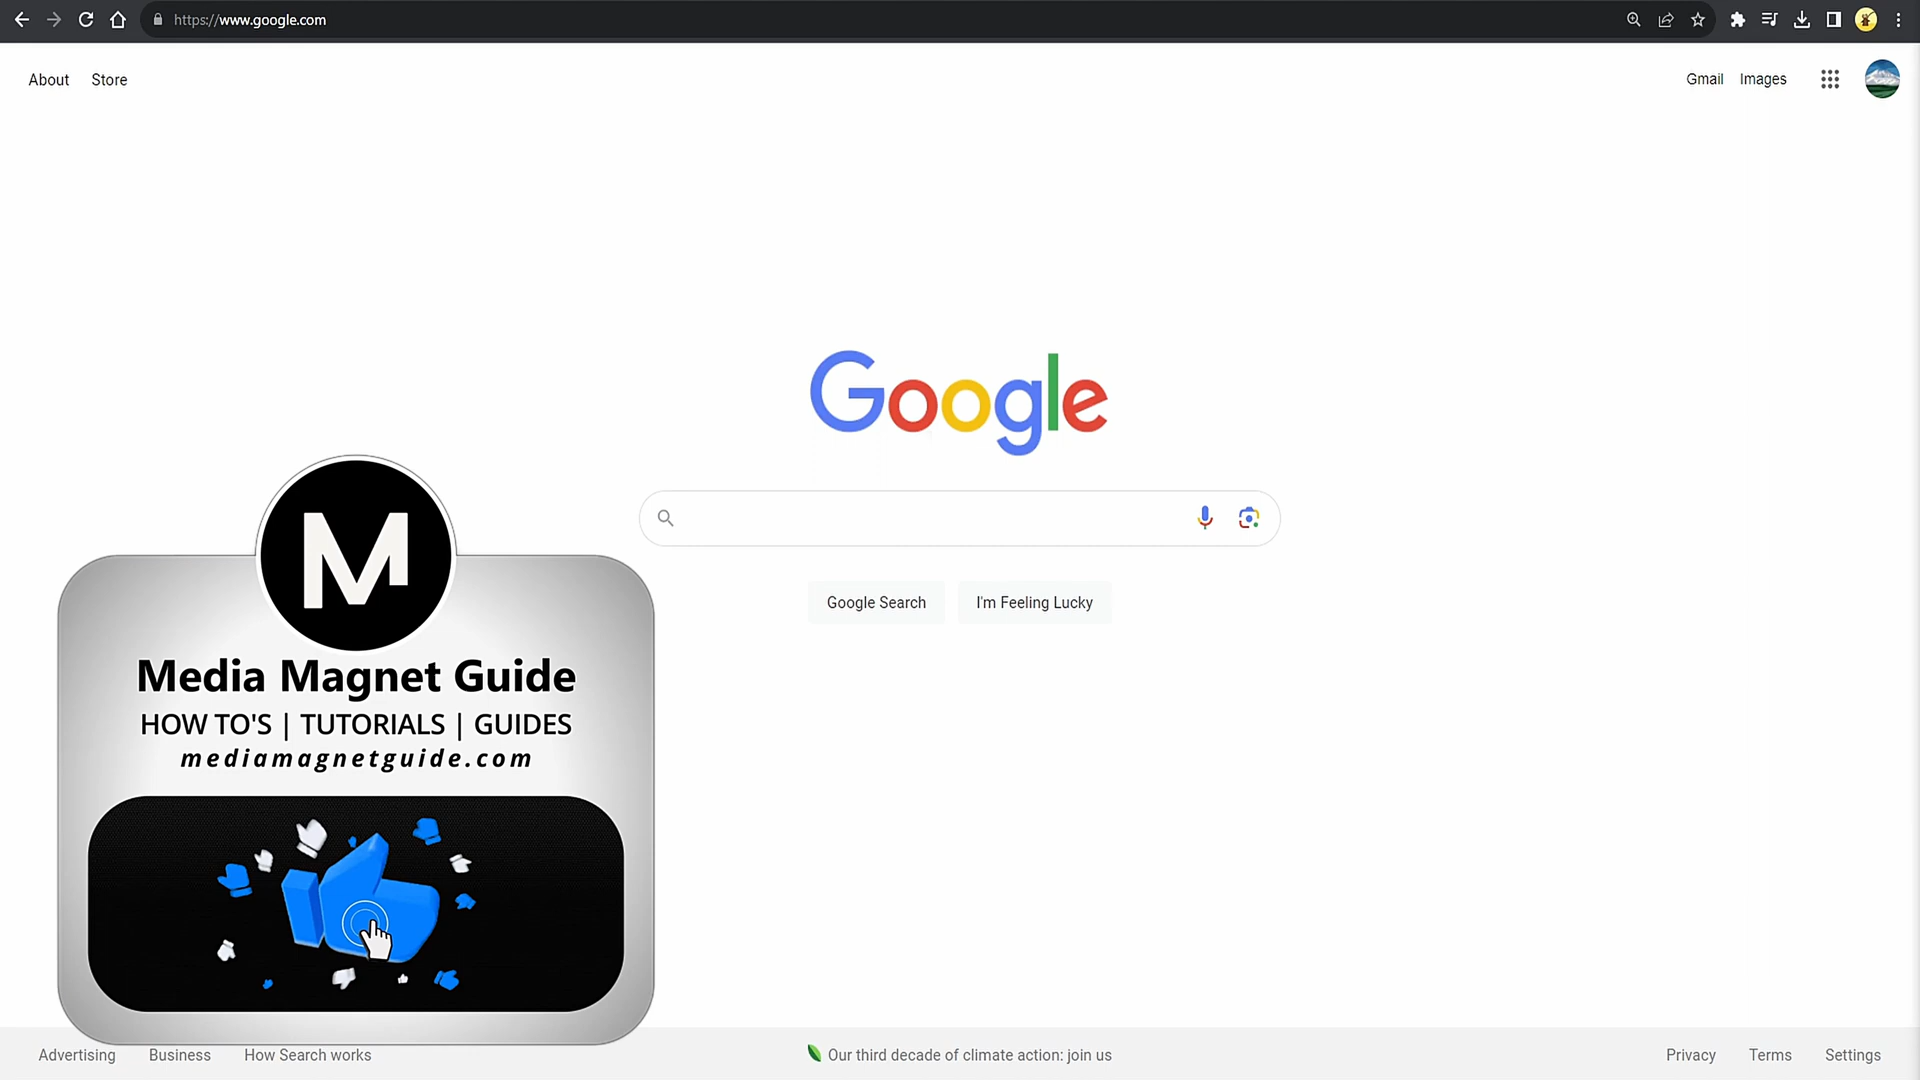 https://www.google.com
About Store
Gmail Images
Google
Google Search I'm Feeling Lucky
M
Media Magnet Guide
HOW TO'S | TUTORIALS | GUIDES
mediamagnetguide.com
Advertising Business How Search works
Our third decade of climate action: join us
Privacy Terms Settings